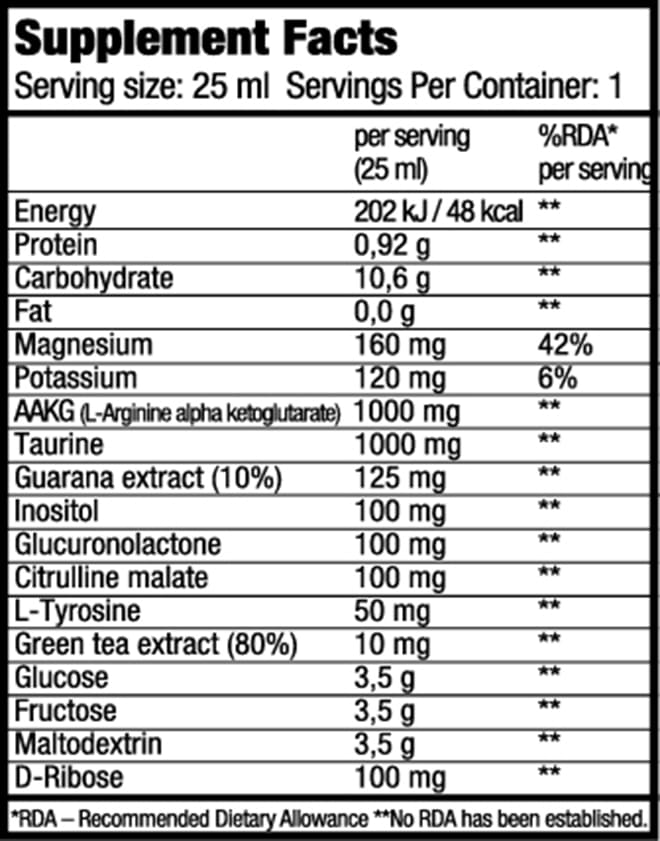 Supplement Facts
Serving size: 25 ml Servings Per Container: 1
per serving %RDA*
(25 ml) per serving
Energy 202 kJ / 48 kcal **
Protein 0,92 g **
Carbohydrate 10,6 g **
Fat 0,0 g **
Magnesium 160 mg 42%
Potassium 120 mg 6%
AAKG (L-Arginine alpha ketoglutarate) 1000 mg **
Taurine 1000 mg **
Guarana extract (10%) 125 mg **
Inositol 100 mg **
Glucuronolactone 100 mg **
Citrulline malate 100 mg **
L-Tyrosine 50 mg **
Green tea extract (80%) 10 mg **
Glucose 3,5 g **
Fructose 3,5 g **
Maltodextrin 3,5 g **
D-Ribose 100 mg **
*RDA – Recommended Dietary Allowance **No RDA has been established.